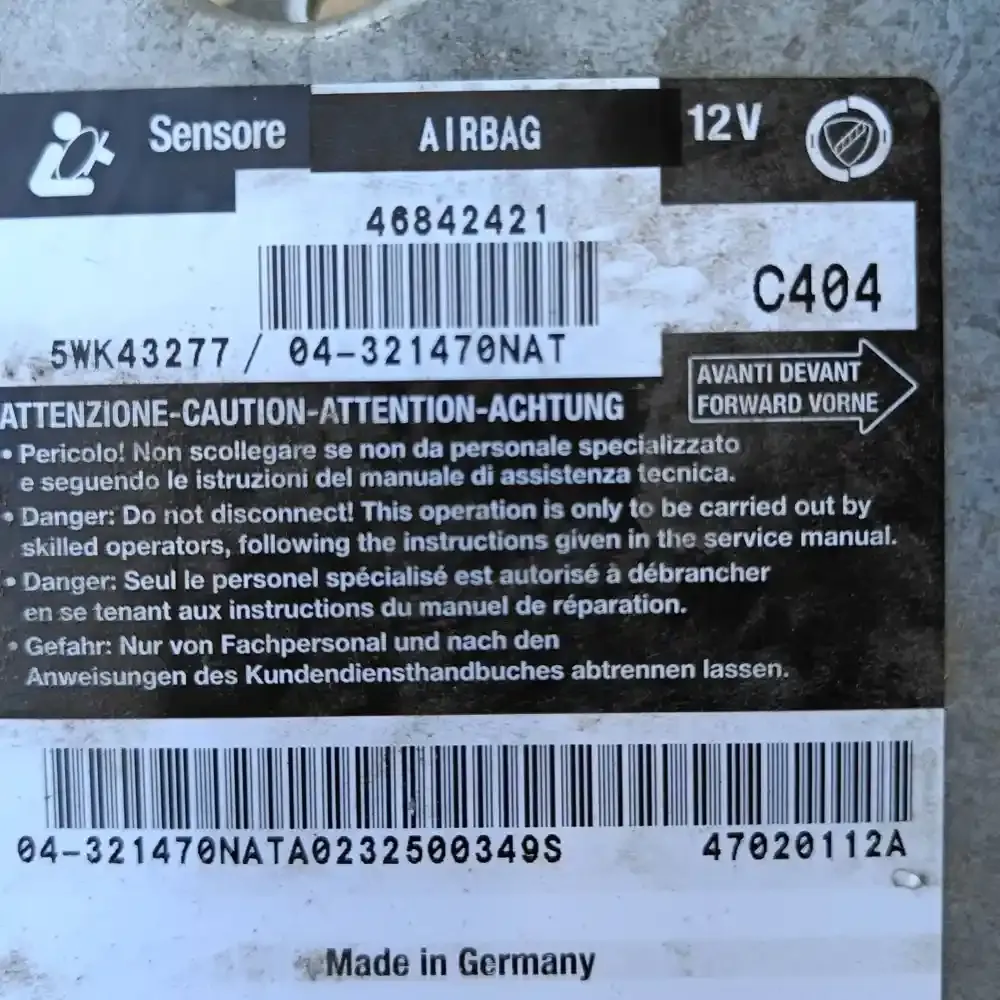 Sensore AIRBAG 12V
46842421
C404
5WK43277 / 04-321470NAT
AVANTI DEVANT
FORWARD VORNE
ATTENZIONE-CAUTION-ATTENTION-ACHTUNG
• Pericolo! Non scollegare se non da personale specializzato
e seguendo le istruzioni del manuale di assistenza tecnica.
• Danger: Do not disconnect! This operation is only to be carried out by
skilled operators, following the instructions given in the service manual.
• Danger: Seul le personel spécialisé est autorisé à débrancher
en se tenant aux instructions du manuel de réparation.
• Gefahr: Nur von Fachpersonal und nach den
Anweisungen des Kundendiensthandbuches abtrennen lassen.
04-321470NATA0232500349S 47020112A
Made in Germany